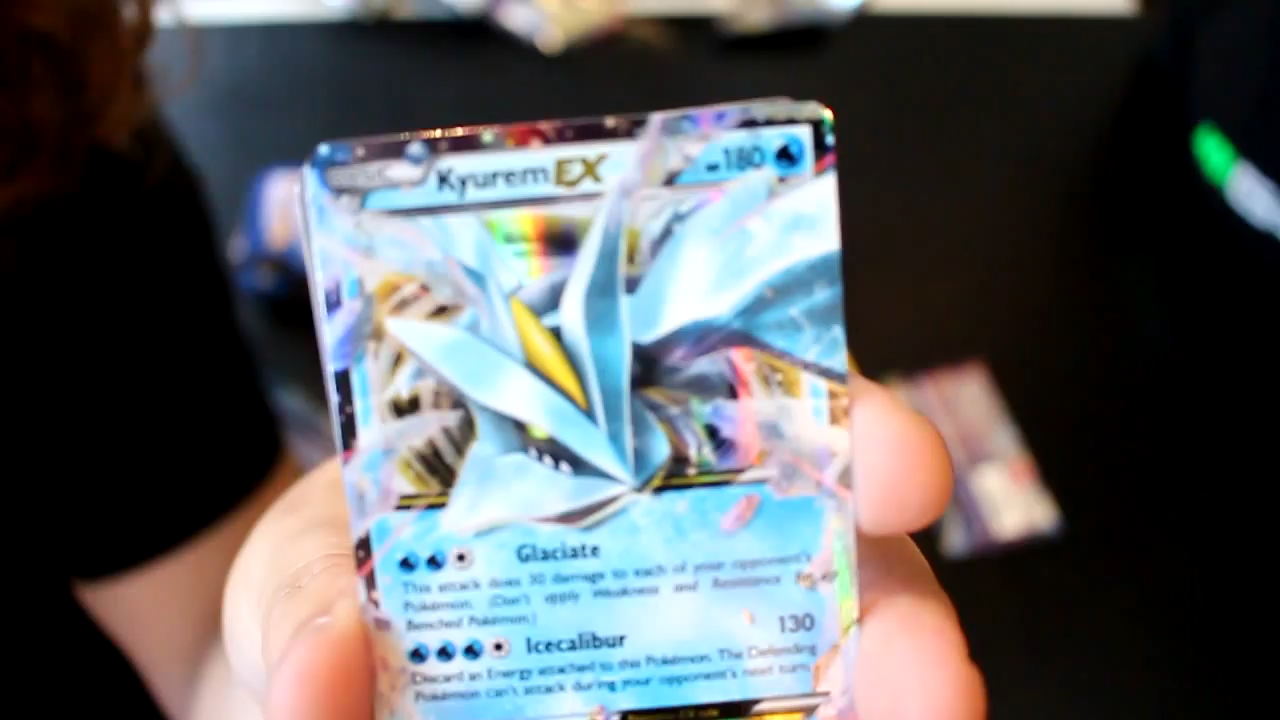 Kyurem EX 180
Glaciate
This attack does 30 damage to each of your opponent's
Pokémon. (Don't apply Weakness and Resistance for
Benched Pokémon.)
Icecalibur 130
Discard an Energy attached to this Pokémon. The Defending
Pokémon can't attack during your opponent's next turn.